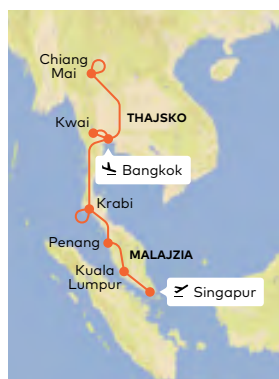 Chiang
Mai
THAJSKO
Kwai
Bangkok
Krabi
Penang
MALAJZIA
Kuala
Lumpur
Singapur